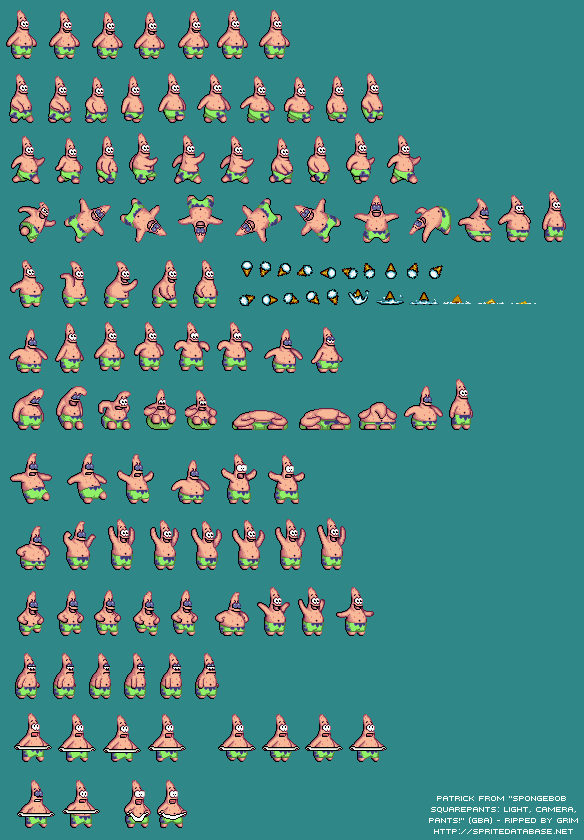 PATRICK FROM "SPONGEBOB
SQUAREPANTS: LIGHT, CAMERA,
PANTS!" (GBA) - RIPPED BY GRIM
HTTP://SPRITEDATABASE.NET